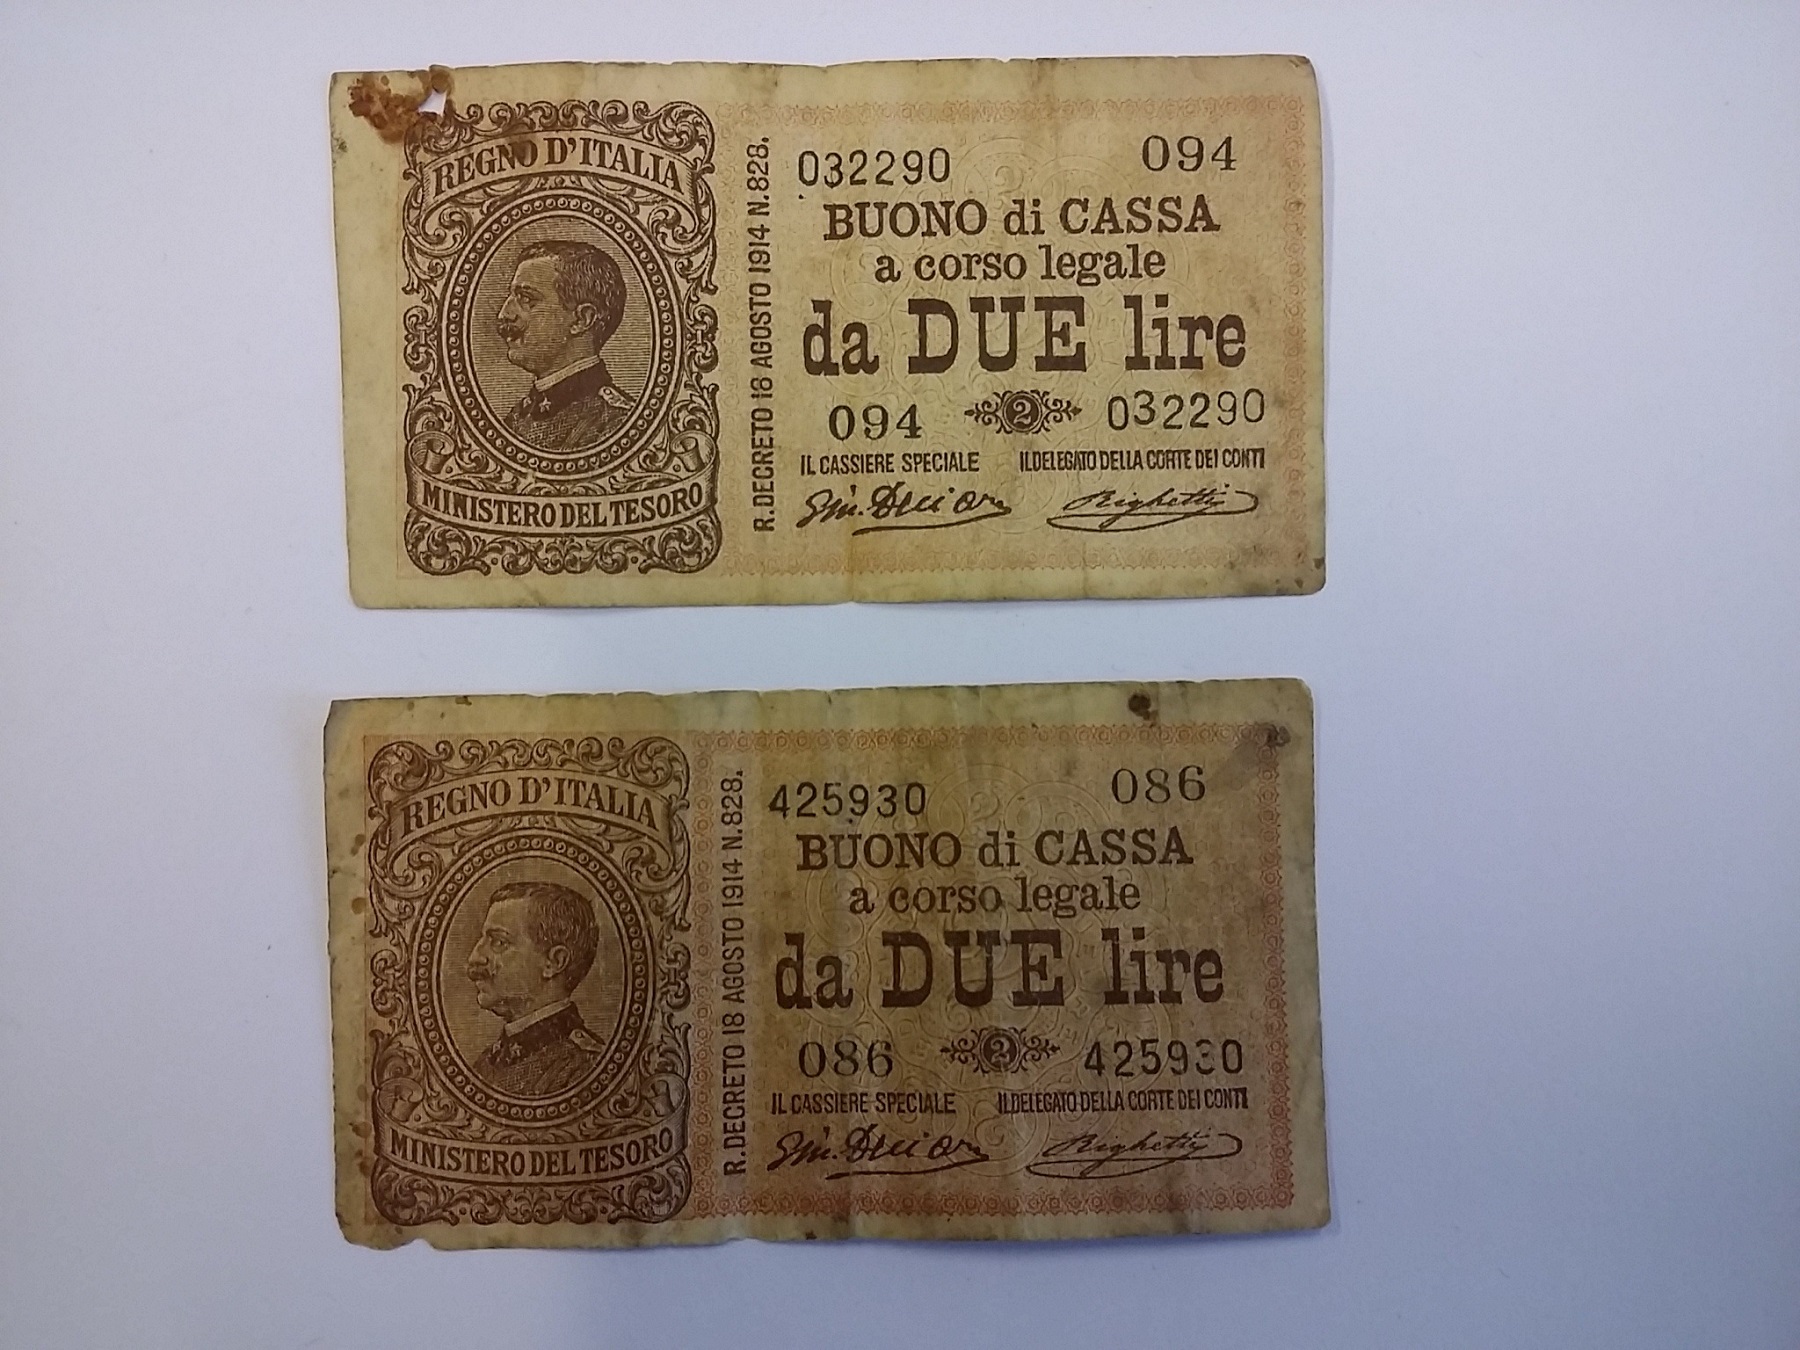 REGNO D'ITALIA
MINISTERO DEL TESORO
R. DECRETO 18 AGOSTO 1914 N. 828.
032290 094
BUONO di CASSA
a corso legale
da DUE lire
094 2 032290
IL CASSIERE SPECIALE IL DELEGATO DELLA CORTE DEI CONTI
Righetti
REGNO D'ITALIA
MINISTERO DEL TESORO
R. DECRETO 18 AGOSTO 1914 N. 828.
425930 086
BUONO di CASSA
a corso legale
da DUE lire
086 2 425930
IL CASSIERE SPECIALE IL DELEGATO DELLA CORTE DEI CONTI
Righetti